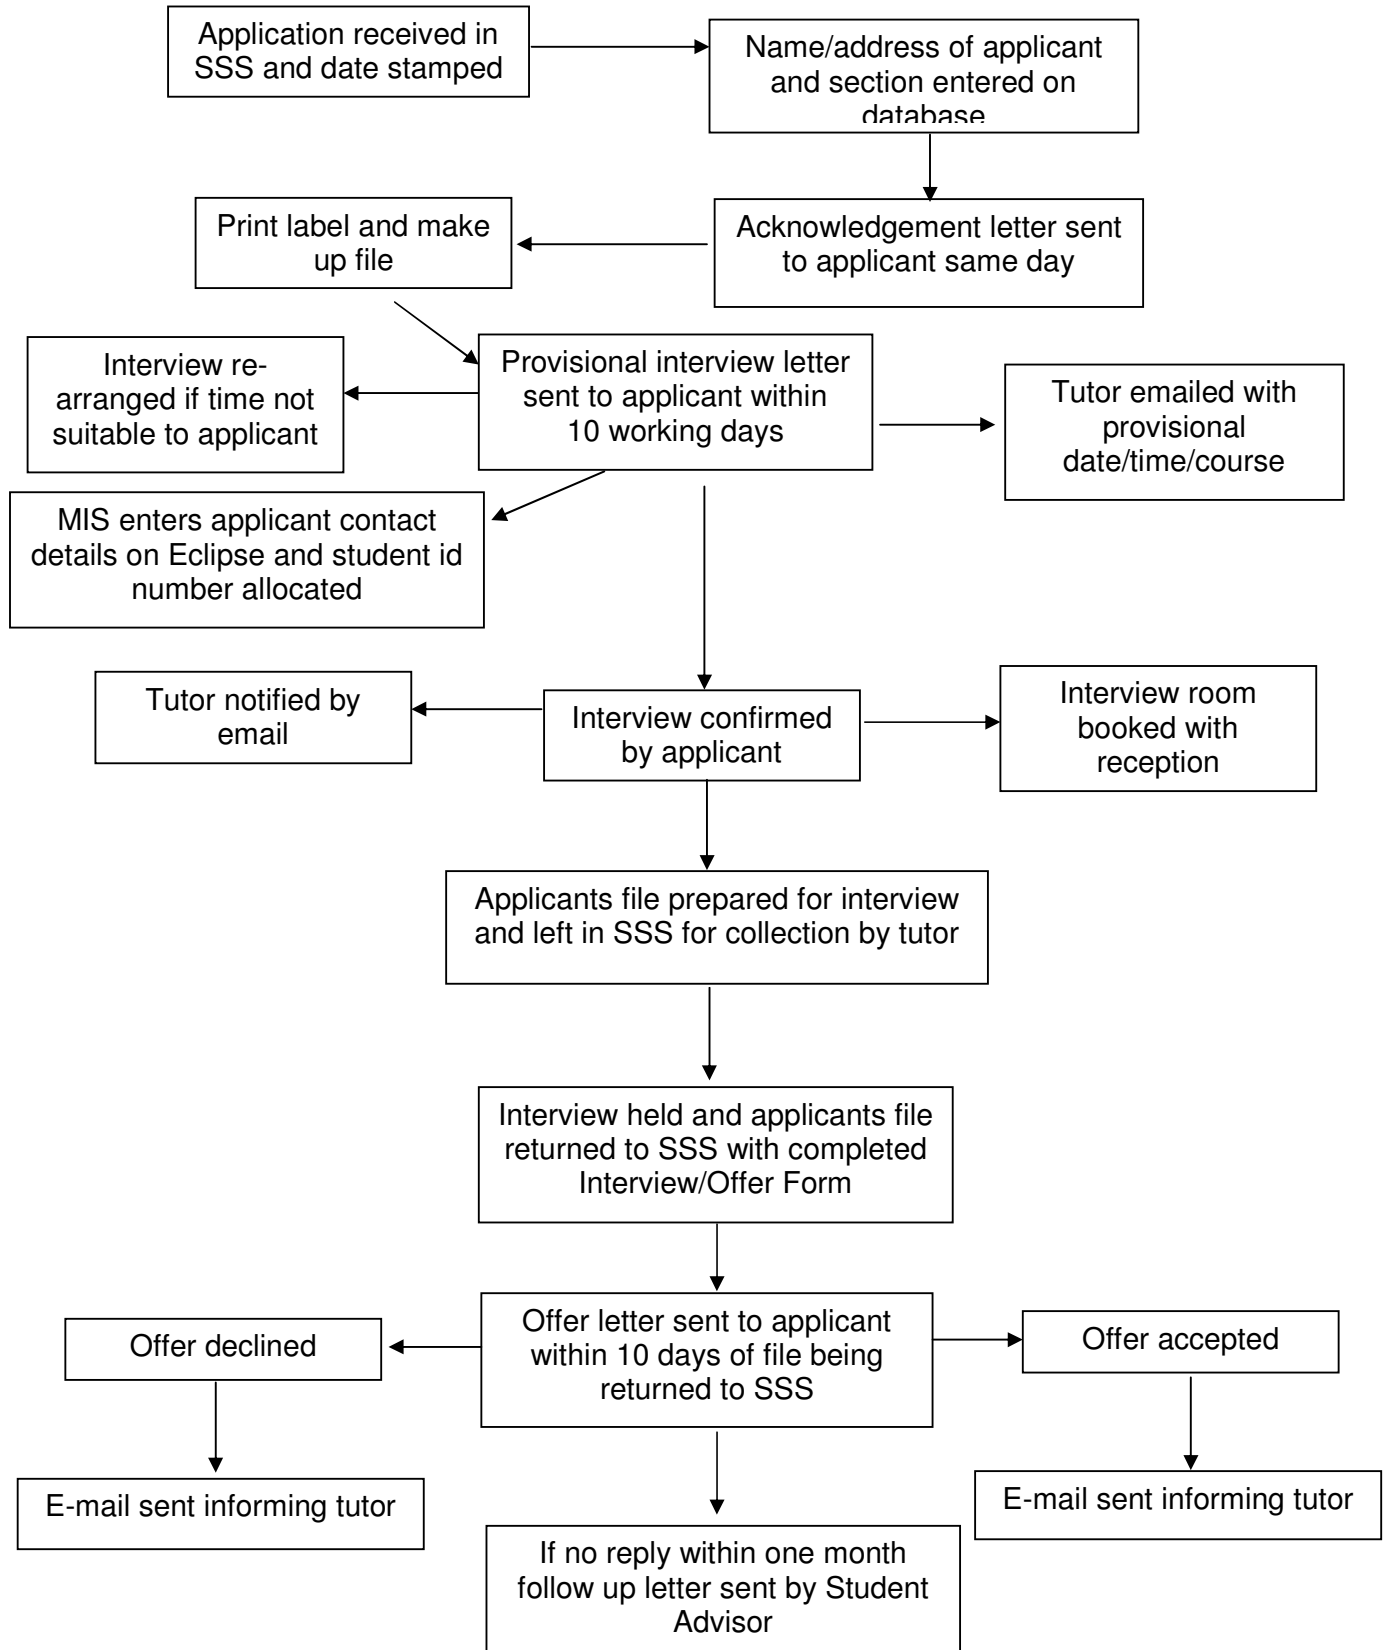 Application received in
SSS and date stamped
Name/address of applicant
and section entered on
database
Print label and make
up file
Acknowledgement letter sent
to applicant same day
Interview re-
arranged if time not
suitable to applicant
Provisional interview letter
sent to applicant within
10 working days
Tutor emailed with
provisional
date/time/course
MIS enters applicant contact
details on Eclipse and student id
number allocated
Tutor notified by
email
Interview confirmed
by applicant
Interview room
booked with
reception
Applicants file prepared for interview
and left in SSS for collection by tutor
Interview held and applicants file
returned to SSS with completed
Interview/Offer Form
Offer declined
Offer letter sent to applicant
within 10 days of file being
returned to SSS
Offer accepted
E-mail sent informing tutor
E-mail sent informing tutor
If no reply within one month
follow up letter sent by Student
Advisor